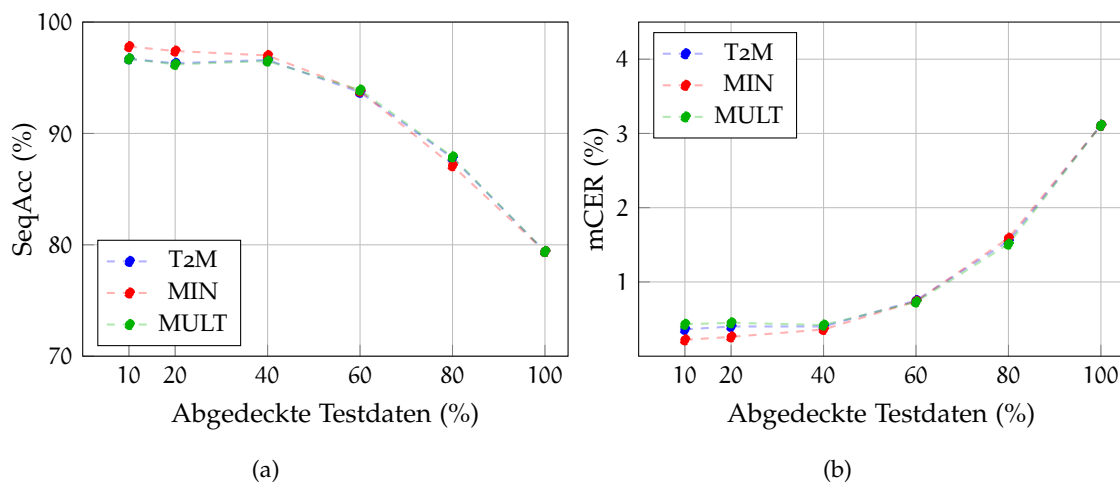 100
90
80
70
SeqAcc (%)
T2M
MIN
MULT
10 20 40 60 80 100
Abgedeckte Testdaten (%)
(a)
4
3
2
1
mCER (%)
T2M
MIN
MULT
10 20 40 60 80 100
Abgedeckte Testdaten (%)
(b)